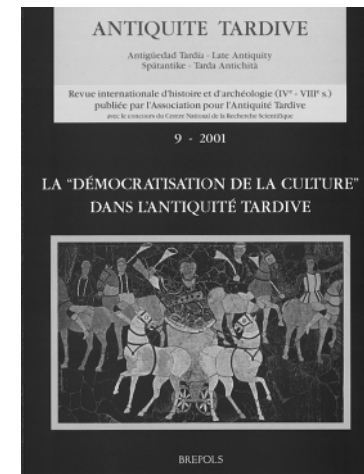 ANTIQUITE TARDIVE
Antigüedad Tardía - Late Antiquity
Spätantike - Tarda Antichità
Revue internationale d'histoire et d'archéologie (IVᵉ - VIIIᵉ s.)
publiée par l'Association pour l'Antiquité Tardive
avec le concours du Centre National de la Recherche Scientifique
9 - 2001
LA "DÉMOCRATISATION DE LA CULTURE"
DANS L'ANTIQUITÉ TARDIVE
BREPOLS